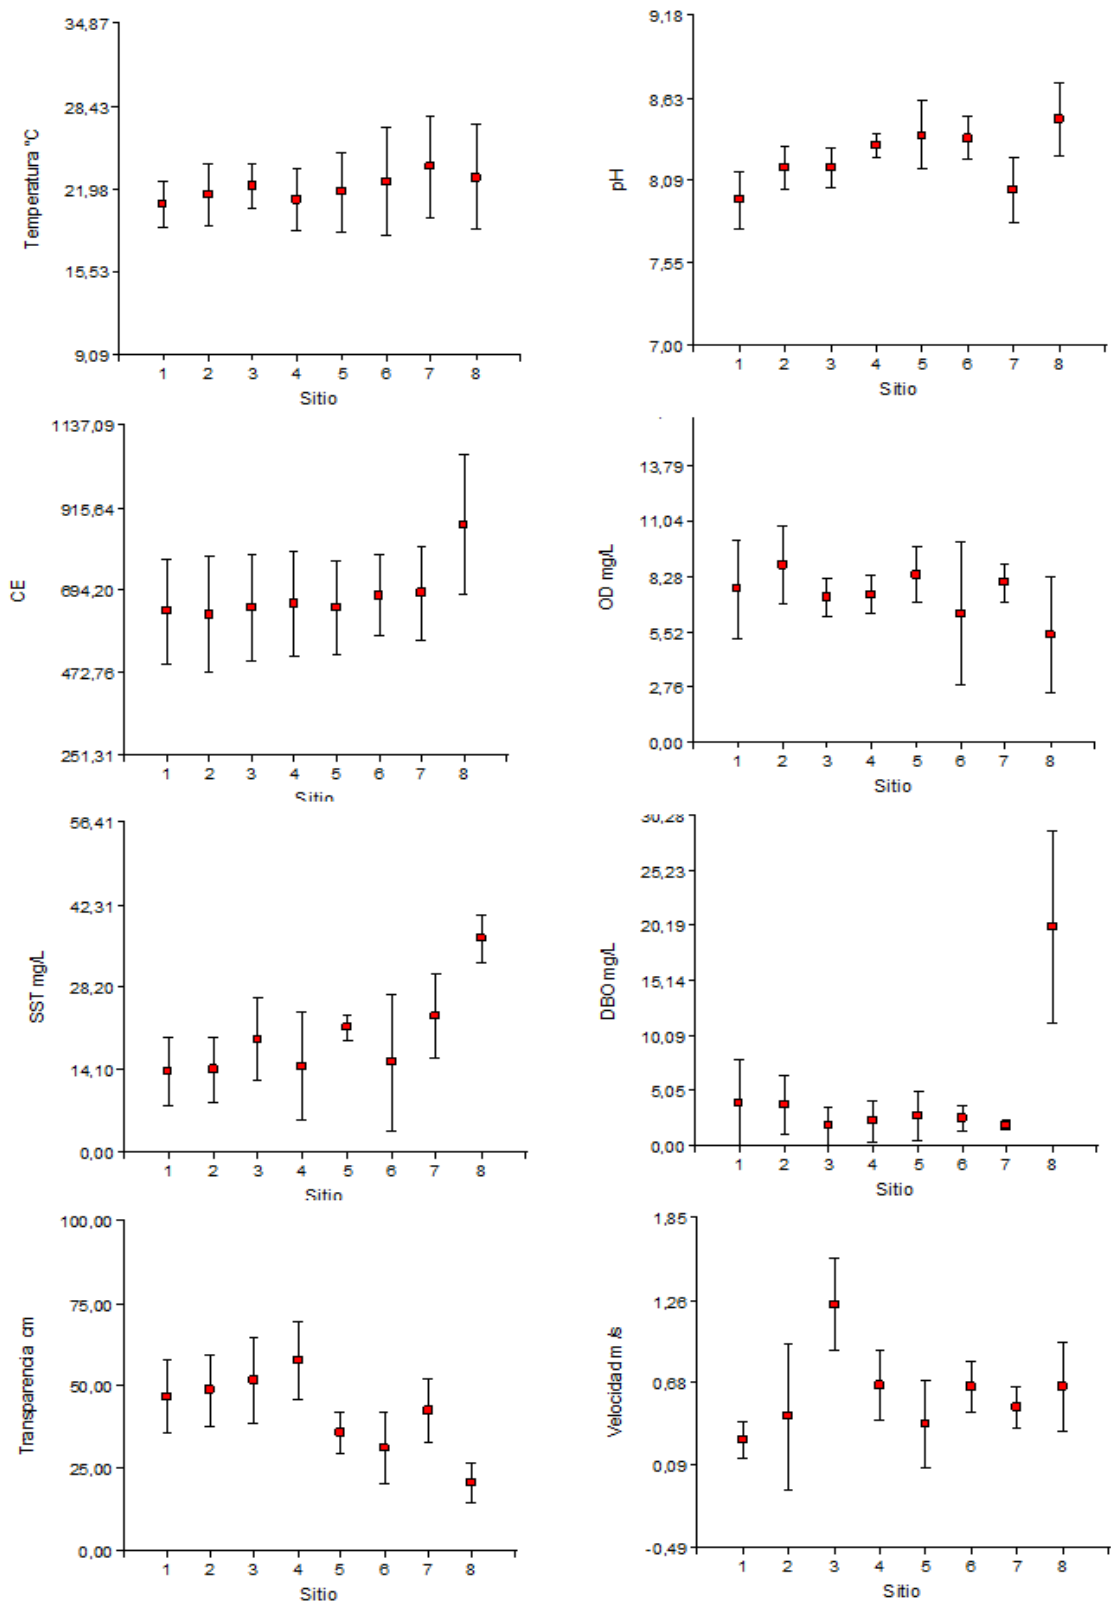 34,87
28,43
21,98
15,53
9,09
Temperatura ºC
1 2 3 4 5 6 7 8
Sitio
9,18
8,63
8,09
7,55
7,00
pH
1 2 3 4 5 6 7 8
Sitio
1137,09
915,64
694,20
472,76
251,31
CE
1 2 3 4 5 6 7 8
Sitio
13,79
11,04
8,28
5,52
2,76
0,00
OD mg/L
1 2 3 4 5 6 7 8
Sitio
56,41
42,31
28,20
14,10
0,00
SST mg/L
1 2 3 4 5 6 7 8
Sitio
30,28
25,23
20,19
15,14
10,09
5,05
0,00
DBO mg/L
1 2 3 4 5 6 7 8
Sitio
100,00
75,00
50,00
25,00
0,00
Transparencia cm
1 2 3 4 5 6 7 8
Sitio
1,85
1,26
0,68
0,09
-0,49
Velocidad m/s
1 2 3 4 5 6 7 8
Sitio